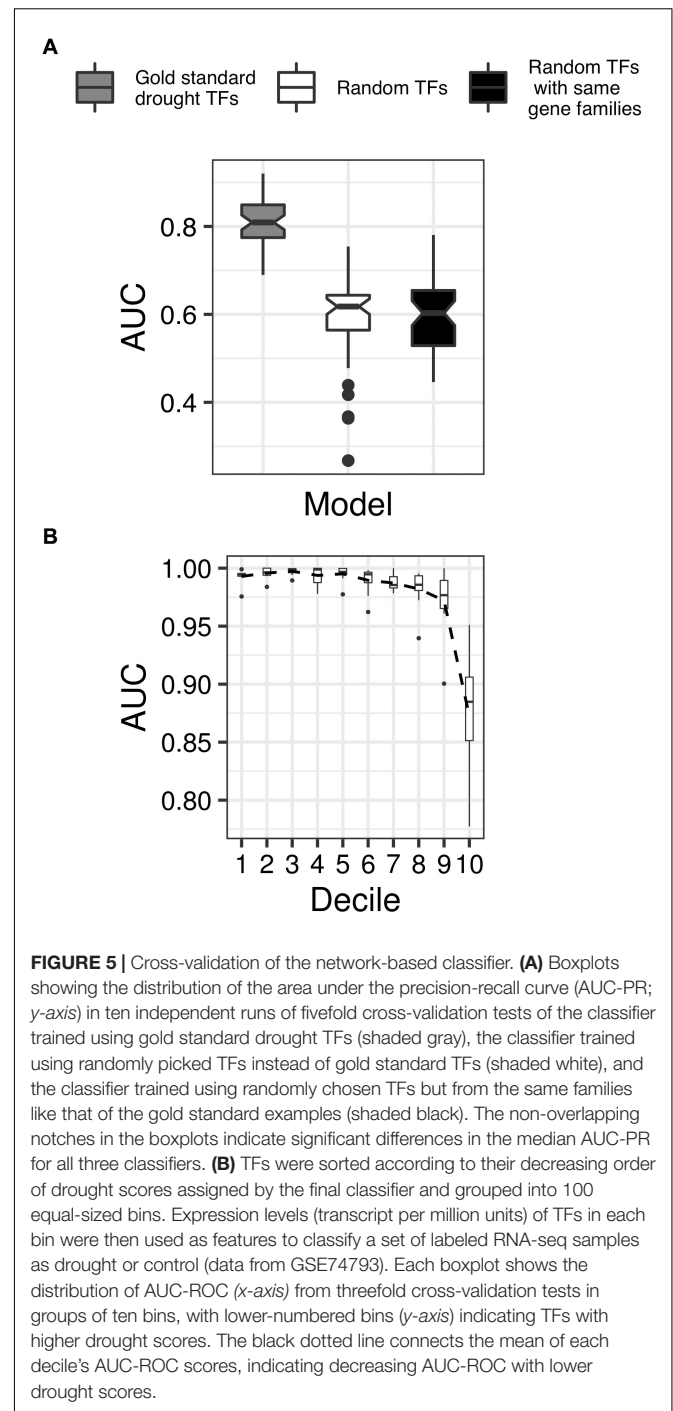 A
Gold standard
drought TFs
Random TFs
Random TFs
with same
gene families
0.8
0.6
0.4
AUC
Model
B
1.00
0.95
0.90
0.85
0.80
AUC
1 2 3 4 5 6 7 8 9 10
Decile
FIGURE 5 | Cross-validation of the network-based classifier. (A) Boxplots
showing the distribution of the area under the precision-recall curve (AUC-PR;
y-axis) in ten independent runs of fivefold cross-validation tests of the classifier
trained using gold standard drought TFs (shaded gray), the classifier trained
using randomly picked TFs instead of gold standard TFs (shaded white), and
the classifier trained using randomly chosen TFs but from the same families
like that of the gold standard examples (shaded black). The non-overlapping
notches in the boxplots indicate significant differences in the median AUC-PR
for all three classifiers. (B) TFs were sorted according to their decreasing order
of drought scores assigned by the final classifier and grouped into 100
equal-sized bins. Expression levels (transcript per million units) of TFs in each
bin were then used as features to classify a set of labeled RNA-seq samples
as drought or control (data from GSE74793). Each boxplot shows the
distribution of AUC-ROC (x-axis) from threefold cross-validation tests in
groups of ten bins, with lower-numbered bins (y-axis) indicating TFs with
higher drought scores. The black dotted line connects the mean of each
decile's AUC-ROC scores, indicating decreasing AUC-ROC with lower
drought scores.